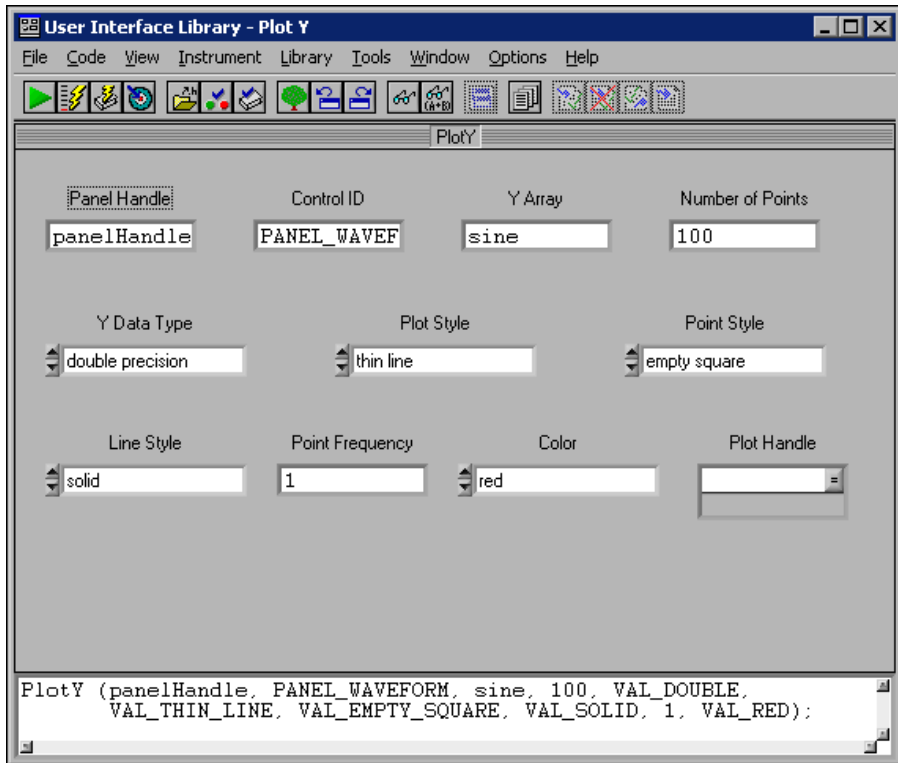 User Interface Library - Plot Y
File Code View Instrument Library Tools Window Options Help
PlotY
Panel Handle Control ID Y Array Number of Points
panelHandle PANEL_WAVEF sine 100
Y Data Type Plot Style Point Style
double precision thin line empty square
Line Style Point Frequency Color Plot Handle
solid 1 red
PlotY (panelHandle, PANEL_WAVEFORM, sine, 100, VAL_DOUBLE,
VAL_THIN_LINE, VAL_EMPTY_SQUARE, VAL_SOLID, 1, VAL_RED);